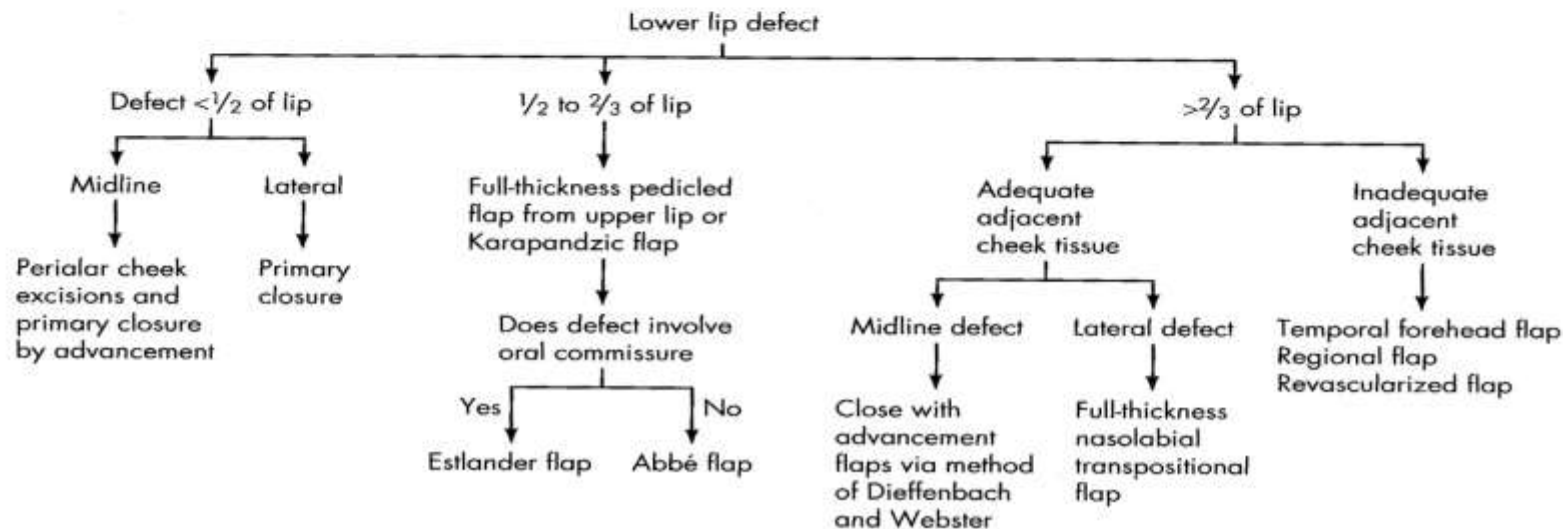 Lower lip defect
Defect <1/2 of lip
1/2 to 2/3 of lip
>2/3 of lip
Midline
Lateral
Full-thickness pedicled
flap from upper lip or
Karapandzic flap
Adequate
adjacent
cheek tissue
Inadequate
adjacent
cheek tissue
Perialar cheek
excisions and
primary closure
by advancement
Primary
closure
Does defect involve
oral commissure
Midline defect
Lateral defect
Temporal forehead flap
Regional flap
Revascularized flap
Yes
No
Estlander flap
Abbé flap
Close with
advancement
flaps via method
of Dieffenbach
and Webster
Full-thickness
nasolabial
transpositional
flap